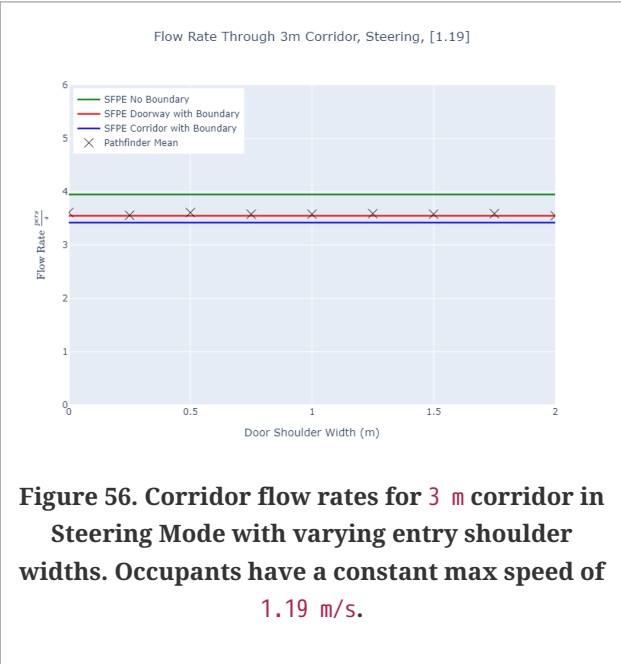 Flow Rate Through 3m Corridor, Steering, [1.19]
SFPE No Boundary
SFPE Doorway with Boundary
SFPE Corridor with Boundary
Pathfinder Mean
6
5
4
3
2
1
0
Flow Rate pers/s
0
0.5
1
1.5
2
Door Shoulder Width (m)
Figure 56. Corridor flow rates for 3 m corridor in
Steering Mode with varying entry shoulder
widths. Occupants have a constant max speed of
1.19 m/s.